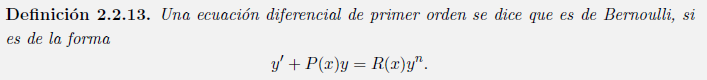 Definición 2.2.13. Una ecuación diferencial de primer orden se dice que es de Bernoulli, si
es de la forma
y′ + P(x)y = R(x)yⁿ.